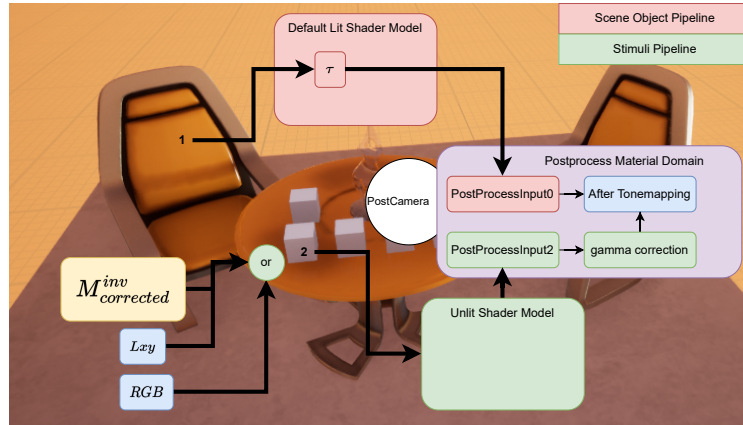 Default Lit Shader Model
Scene Object Pipeline
Stimuli Pipeline
τ
1
Postprocess Material Domain
PostCamera
PostProcessInput0
After Tonemapping
PostProcessInput2
gamma correction
2
or
M^{inv}_{corrected}
Lxy
RGB
Unlit Shader Model